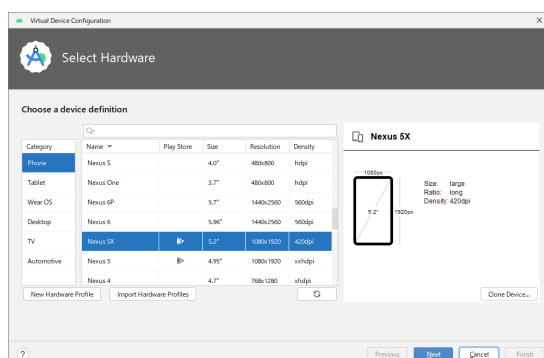 Virtual Device Configuration
Select Hardware
Choose a device definition
Category
Phone
Tablet
Wear OS
Desktop
TV
Automotive
Name Play Store Size Resolution Density
Nexus S 4.0" 480x800 hdpi
Nexus One 3.7" 480x800 hdpi
Nexus 6P 5.7" 1440x2560 560dpi
Nexus 6 5.96" 1440x2560 560dpi
Nexus 5X 5.2" 1080x1920 420dpi
Nexus 5 4.95" 1080x1920 xxhdpi
Nexus 4 4.7" 768x1280 xhdpi
New Hardware Profile Import Hardware Profiles
Nexus 5X
1080px
5.2"
1920px
Size: large
Ratio: long
Density: 420dpi
Clone Device...
? Previous Next Cancel Finish